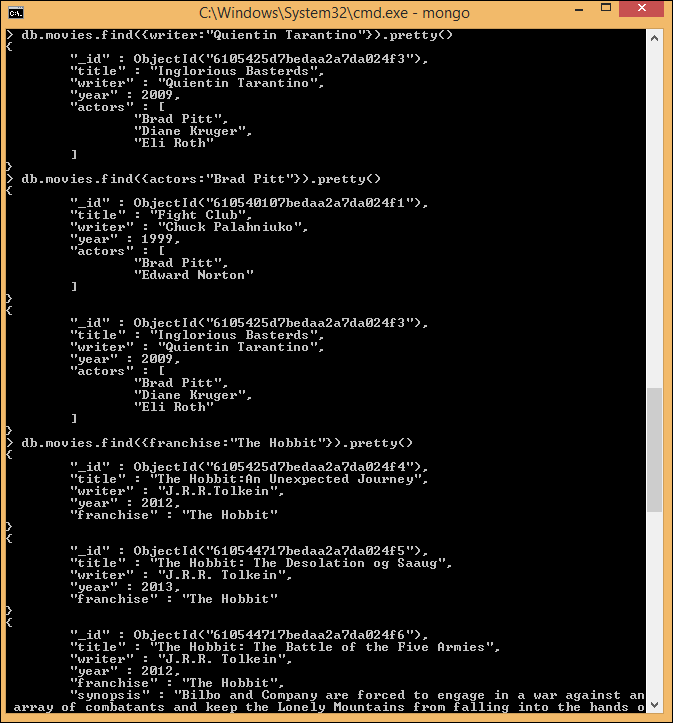 C:\Windows\System32\cmd.exe - mongo
> db.movies.find({writer:"Quientin Tarantino"}).pretty()
{
"_id" : ObjectId("6105425d7bedaa2a7da024f3"),
"title" : "Inglorious Basterds",
"writer" : "Quientin Tarantino",
"year" : 2009,
"actors" : [
"Brad Pitt",
"Diane Kruger",
"Eli Roth"
]
}
> db.movies.find({actors:"Brad Pitt"}).pretty()
{
"_id" : ObjectId("610540107bedaa2a7da024f1"),
"title" : "Fight Club",
"writer" : "Chuck Palahniuko",
"year" : 1999,
"actors" : [
"Brad Pitt",
"Edward Norton"
]
}
{
"_id" : ObjectId("6105425d7bedaa2a7da024f3"),
"title" : "Inglorious Basterds",
"writer" : "Quientin Tarantino",
"year" : 2009,
"actors" : [
"Brad Pitt",
"Diane Kruger",
"Eli Roth"
]
}
> db.movies.find({franchise:"The Hobbit"}).pretty()
{
"_id" : ObjectId("6105425d7bedaa2a7da024f4"),
"title" : "The Hobbit:An Unexpected Journey",
"writer" : "J.R.R.Tolkein",
"year" : 2012,
"franchise" : "The Hobbit"
}
{
"_id" : ObjectId("610544717bedaa2a7da024f5"),
"title" : "The Hobbit: The Desolation og Saaug",
"writer" : "J.R.R. Tolkein",
"year" : 2013,
"franchise" : "The Hobbit"
}
{
"_id" : ObjectId("610544717bedaa2a7da024f6"),
"title" : "The Hobbit: The Battle of the Five Armies",
"writer" : "J.R.R. Tolkein",
"year" : 2012,
"franchise" : "The Hobbit",
"synopsis" : "Bilbo and Company are forced to engage in a war against an
array of combatants and keep the Lonely Mountains from falling into the hands o